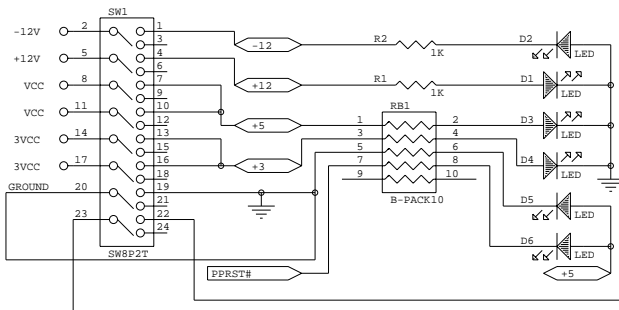 SW1
-12V 2 1 -12 R2 1K D2 LED
3
+12V 5 4 +12 R1 1K D1 LED
6
VCC 8 7
9
VCC 11 10 +5
12
3VCC 14 13 +3
15
3VCC 17 16
18
GROUND 20 19
21
23 22
24
SW8P2T
RB1
1 2 D3 LED
3 4 D4 LED
5 6 D5 LED
7 8 D6 LED
9 10
B-PACK10
PPRST#
+5